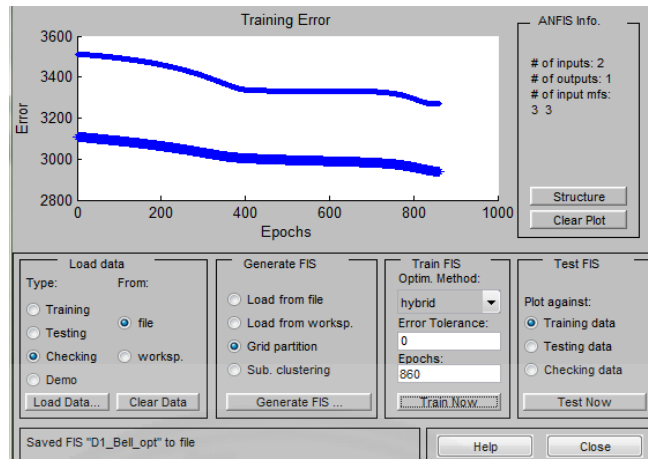 Training Error
3600
3400
3200
3000
2800
Error
0
200
400
600
800
1000
Epochs
ANFIS Info.
# of inputs: 2
# of outputs: 1
# of input mfs:
3 3
Structure
Clear Plot
Load data
Type:
From:
Training
Testing
Checking
Demo
file
worksp.
Load Data...
Clear Data
Generate FIS
Load from file
Load from worksp.
Grid partition
Sub. clustering
Generate FIS ...
Train FIS
Optim. Method:
hybrid
Error Tolerance:
0
Epochs:
860
Train Now
Test FIS
Plot against:
Training data
Testing data
Checking data
Test Now
Saved FIS "D1_Bell_opt" to file
Help
Close